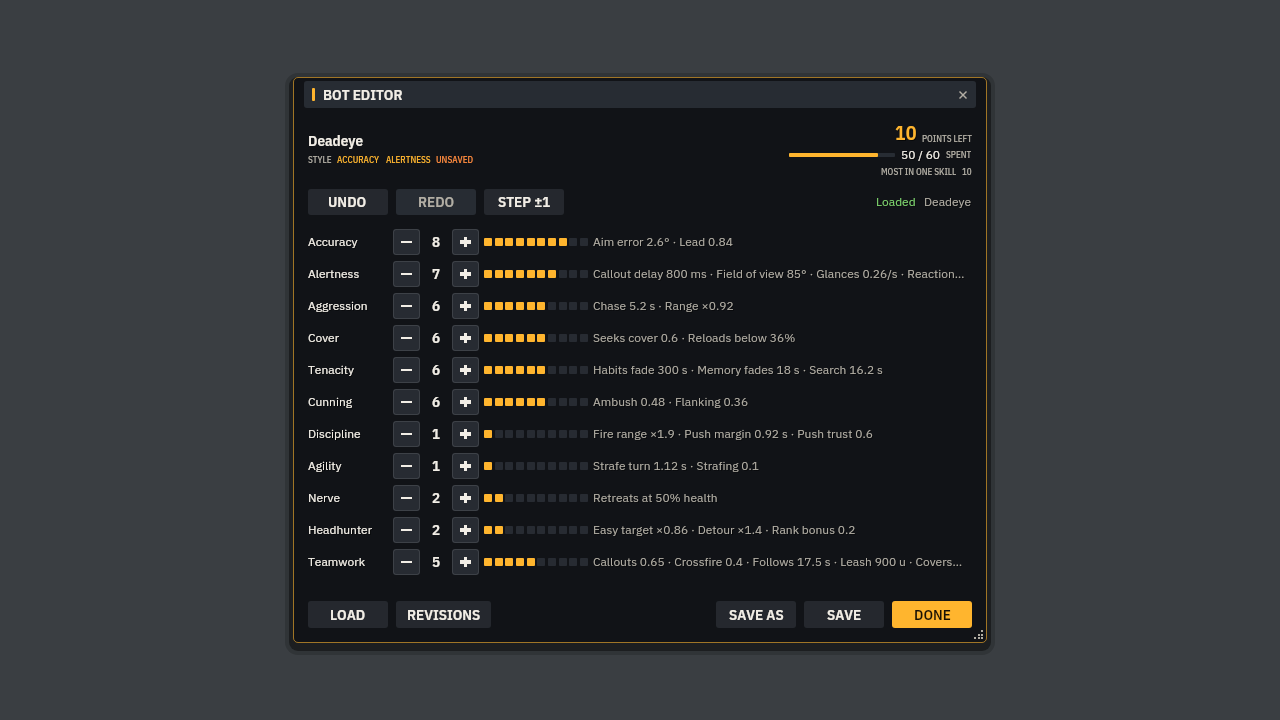 BOT EDITOR ×
Deadeye
10 POINTS LEFT
STYLE ACCURACY ALERTNESS UNSAVED
50 / 60 SPENT
MOST IN ONE SKILL 10
UNDO REDO STEP ±1 Loaded Deadeye
Accuracy − 8 + Aim error 2.6° · Lead 0.84
Alertness − 7 + Callout delay 800 ms · Field of view 85° · Glances 0.26/s · Reaction...
Aggression − 6 + Chase 5.2 s · Range ×0.92
Cover − 6 + Seeks cover 0.6 · Reloads below 36%
Tenacity − 6 + Habits fade 300 s · Memory fades 18 s · Search 16.2 s
Cunning − 6 + Ambush 0.48 · Flanking 0.36
Discipline − 1 + Fire range ×1.9 · Push margin 0.92 s · Push trust 0.6
Agility − 1 + Strafe turn 1.12 s · Strafing 0.1
Nerve − 2 + Retreats at 50% health
Headhunter − 2 + Easy target ×0.86 · Detour ×1.4 · Rank bonus 0.2
Teamwork − 5 + Callouts 0.65 · Crossfire 0.4 · Follows 17.5 s · Leash 900 u · Covers...
LOAD REVISIONS SAVE AS SAVE DONE